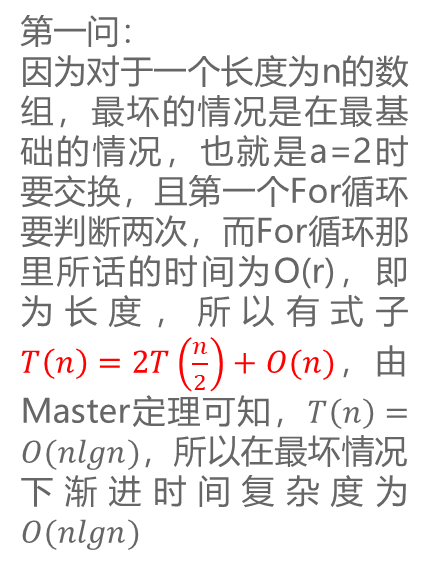 第一问：
因为对于一个长度为n的数
组，最坏的情况是在最基
础的情况，也就是a=2时
要交换，且第一个For循环
要判断两次，而For循环那
里所话的时间为O(r)，即
为长度，所以有式子
T(n) = 2T(n/2) + O(n)，由
Master定理可知，T(n) =
O(nlgn)，所以在最坏情况
下渐进时间复杂度为
O(nlgn)